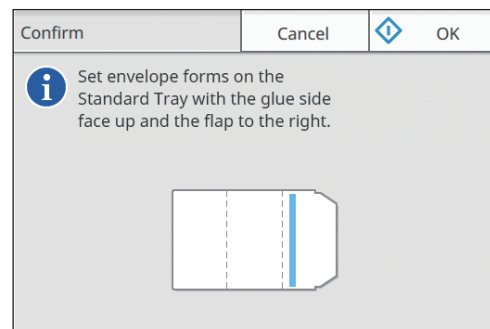 Confirm
Cancel
OK
Set envelope forms on the
Standard Tray with the glue side
face up and the flap to the right.